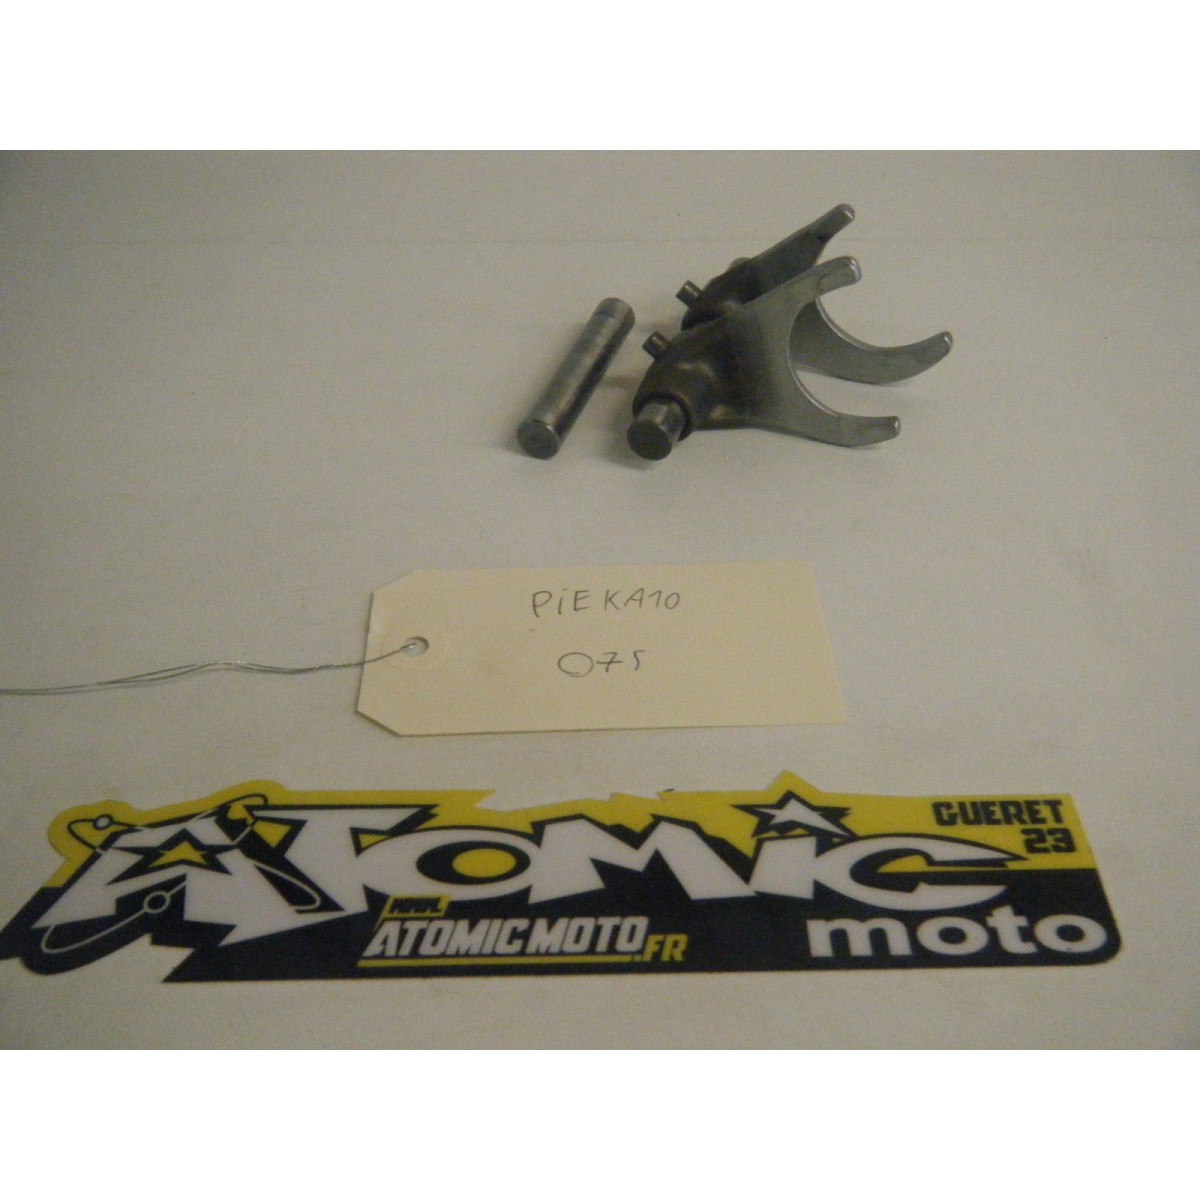 PiEKA10
075
ATOMiC
moto
GUERET
23
WWW.
ATOMICMOTO.FR